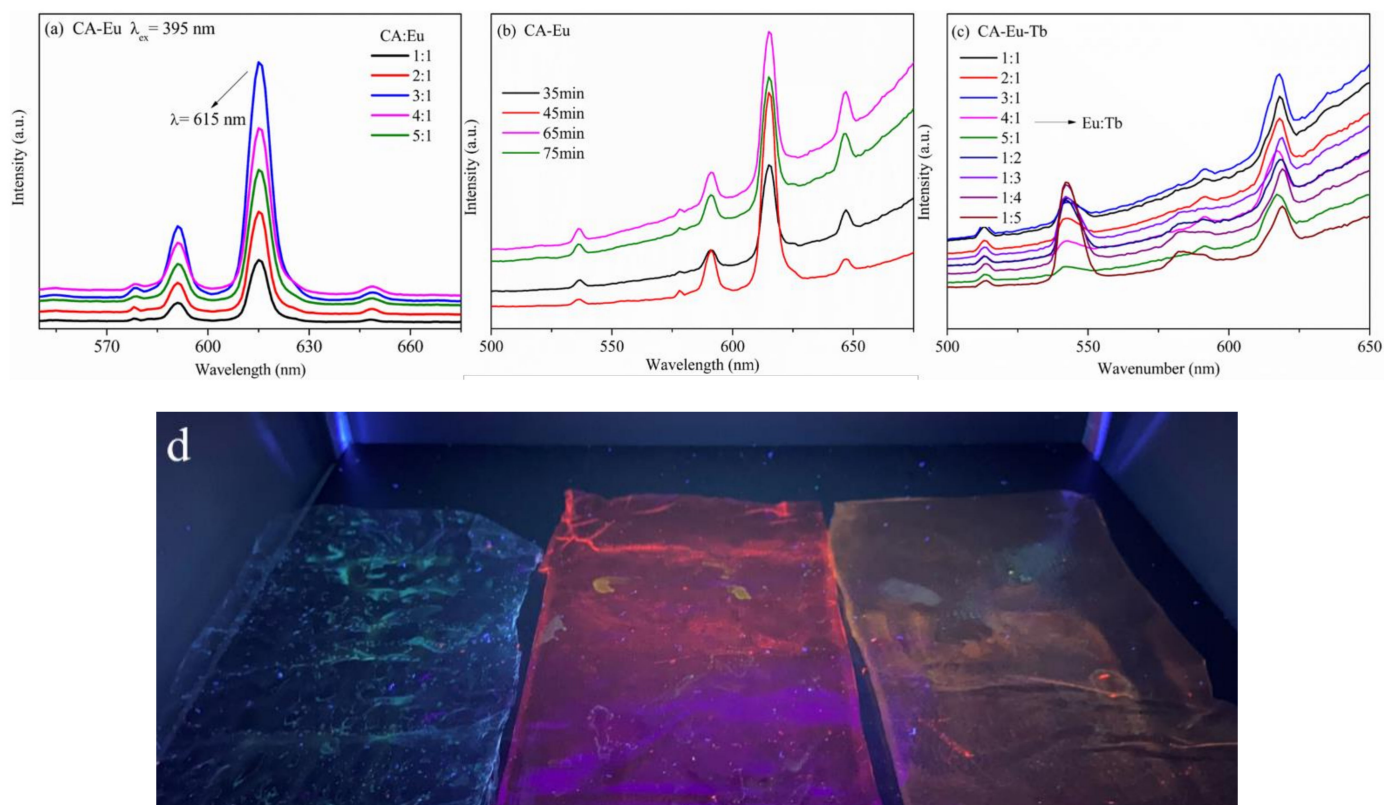 (a) CA-Eu λex= 395 nm
CA:Eu
1:1
2:1
3:1
4:1
5:1
λ= 615 nm
Intensity (a.u.)
570 600 630 660
Wavelength (nm)
(b) CA-Eu
35min
45min
65min
75min
Intensity (a.u.)
500 550 600 650
Wavelength (nm)
(c) CA-Eu-Tb
1:1
2:1
3:1
4:1
5:1
1:2
1:3
1:4
1:5
Eu:Tb
Intensity (a.u.)
500 550 600 650
Wavenumber (nm)
d